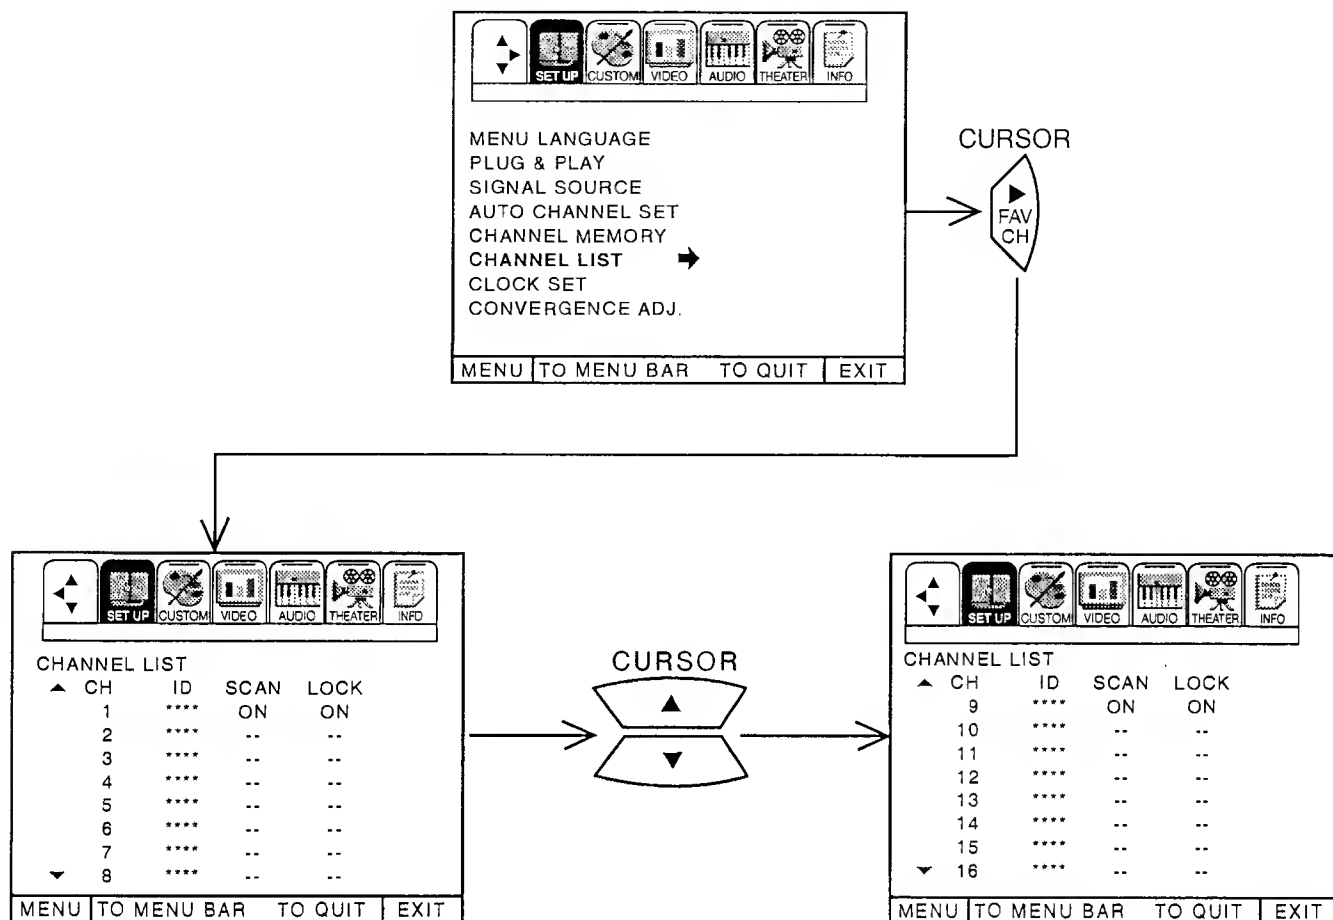 SET UP CUSTOM VIDEO AUDIO THEATER INFO
MENU LANGUAGE
PLUG & PLAY
SIGNAL SOURCE
AUTO CHANNEL SET
CHANNEL MEMORY
CHANNEL LIST
CLOCK SET
CONVERGENCE ADJ.
MENU TO MENU BAR TO QUIT EXIT
CURSOR
FAV
CH
SET UP CUSTOM VIDEO AUDIO THEATER INFO
CHANNEL LIST
CH ID SCAN LOCK
1 **** ON ON
2 **** -- --
3 **** -- --
4 **** -- --
5 **** -- --
6 **** -- --
7 **** -- --
8 **** -- --
MENU TO MENU BAR TO QUIT EXIT
CURSOR
SET UP CUSTOM VIDEO AUDIO THEATER INFO
CHANNEL LIST
CH ID SCAN LOCK
9 **** ON ON
10 **** -- --
11 **** -- --
12 **** -- --
13 **** -- --
14 **** -- --
15 **** -- --
16 **** -- --
MENU TO MENU BAR TO QUIT EXIT